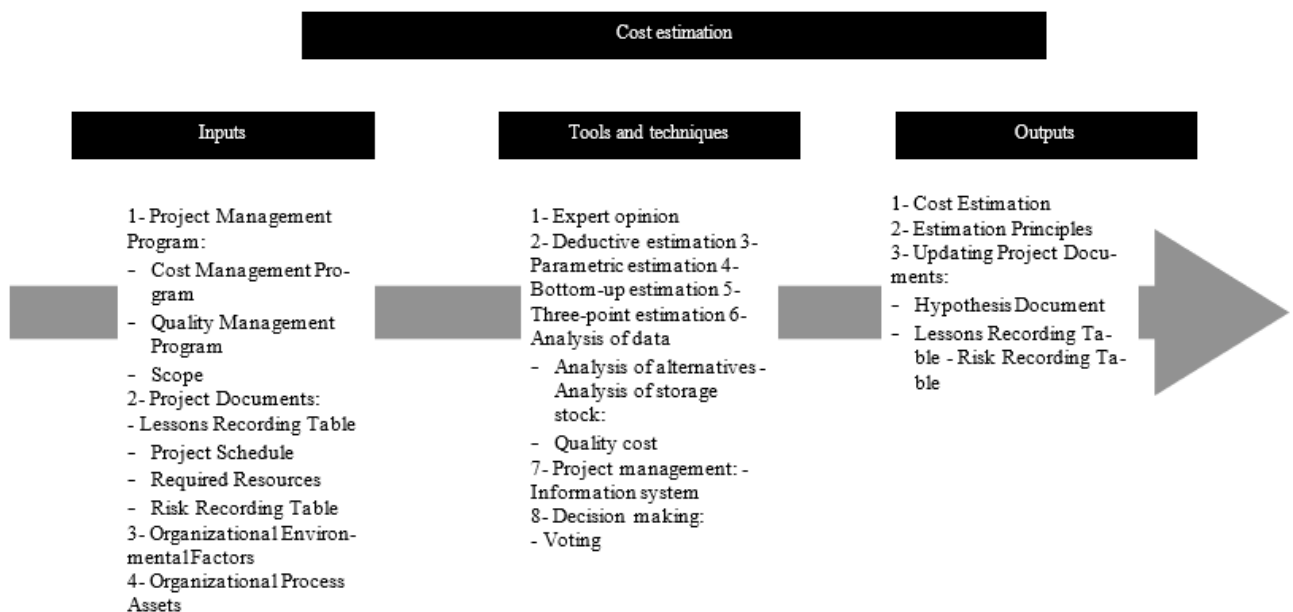 Cost estimation
Inputs
1- Project Management
Program:
- Cost Management Pro-
gram
- Quality Management
Program
- Scope
2- Project Documents:
- Lessons Recording Table
- Project Schedule
- Required Resources
- Risk Recording Table
3- Organizational Environ-
mental Factors
4- Organizational Process
Assets
Tools and techniques
1- Expert opinion
2- Deductive estimation 3-
Parametric estimation 4-
Bottom-up estimation 5-
Three-point estimation 6-
Analysis of data
- Analysis of alternatives -
Analysis of storage
stock:
- Quality cost
7- Project management: -
Information system
8- Decision making:
- Voting
Outputs
1- Cost Estimation
2- Estimation Principles
3- Updating Project Docu-
ments:
- Hypothesis Document
- Lessons Recording Ta-
ble - Risk Recording Ta-
ble